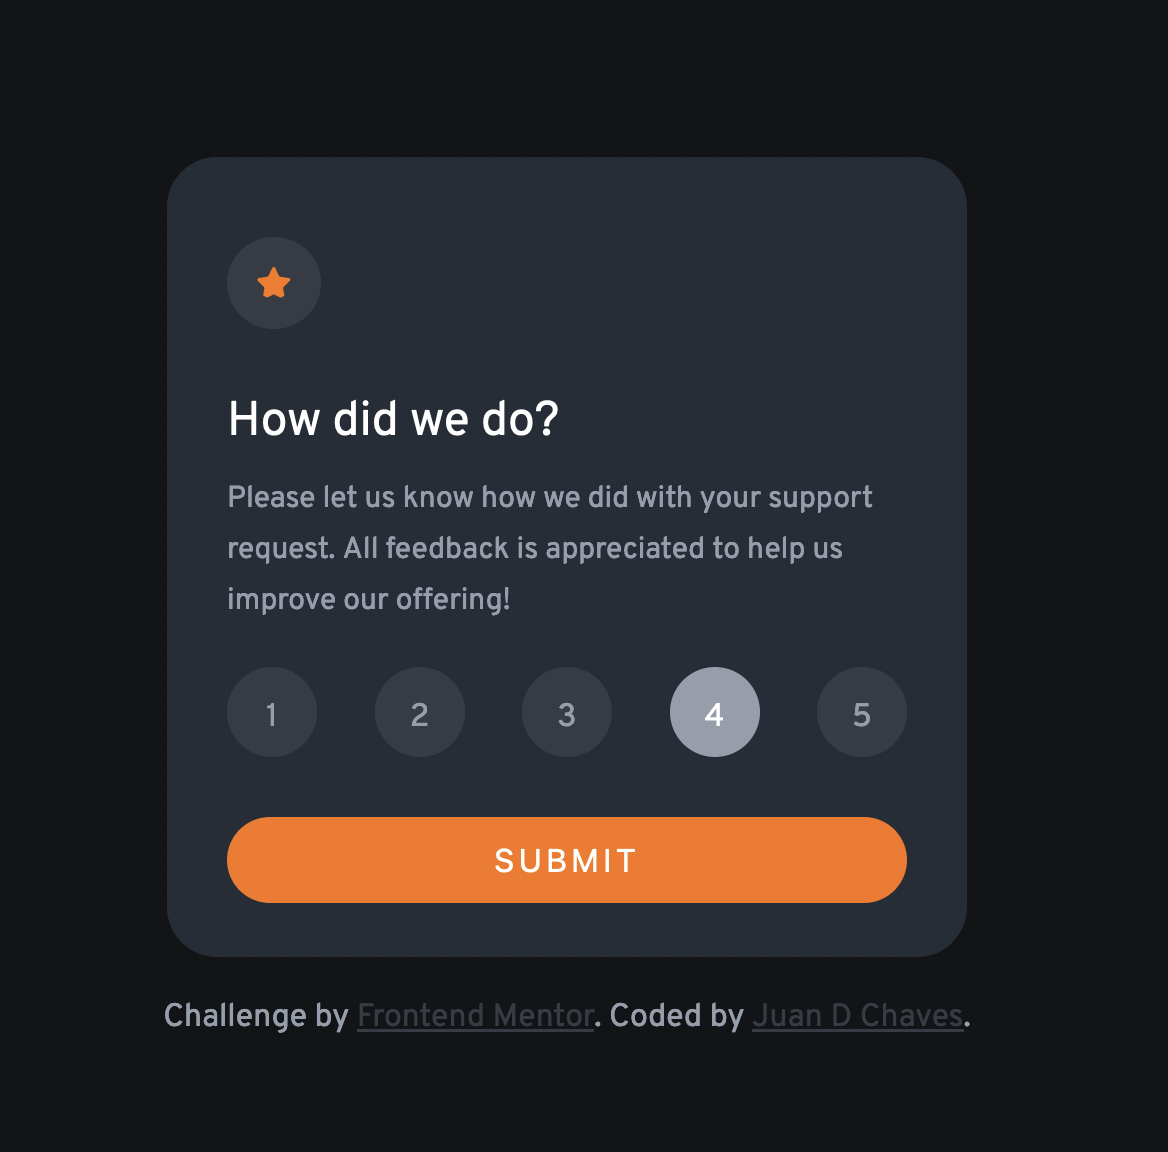 How did we do?
Please let us know how we did with your support
request. All feedback is appreciated to help us
improve our offering!
1 2 3 4 5
SUBMIT
Challenge by Frontend Mentor. Coded by Juan D Chaves.